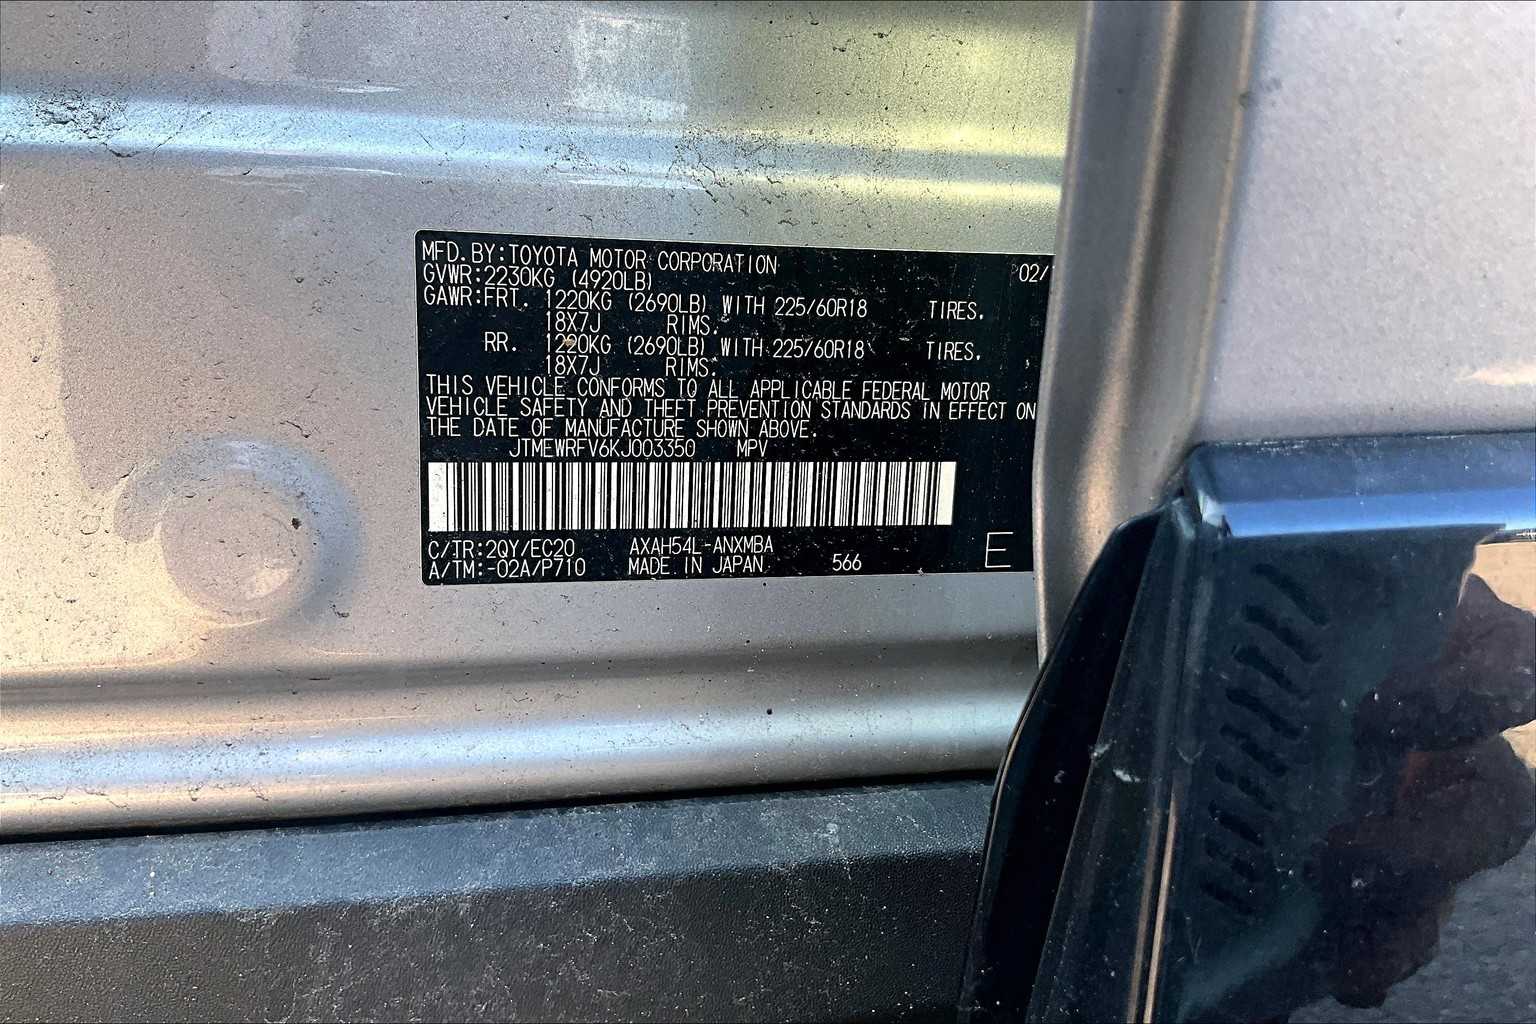 MFD. BY:TOYOTA MOTOR CORPORATION 02/
GVWR:2230KG (4920LB)
GAWR:FRT. 1220KG (2690LB) WITH 225/60R18 TIRES.
18X7J RIMS.
RR. 1220KG (2690LB) WITH 225/60R18 TIRES.
18X7J RIMS.
THIS VEHICLE CONFORMS TO ALL APPLICABLE FEDERAL MOTOR
VEHICLE SAFETY AND THEFT PREVENTION STANDARDS IN EFFECT ON
THE DATE OF MANUFACTURE SHOWN ABOVE.
JTMEWRFV6KJ003350 MPV
C/TR:2QY/EC20 AXAH54L-ANXMBA
A/TM:-02A/P710 MADE IN JAPAN 566 E